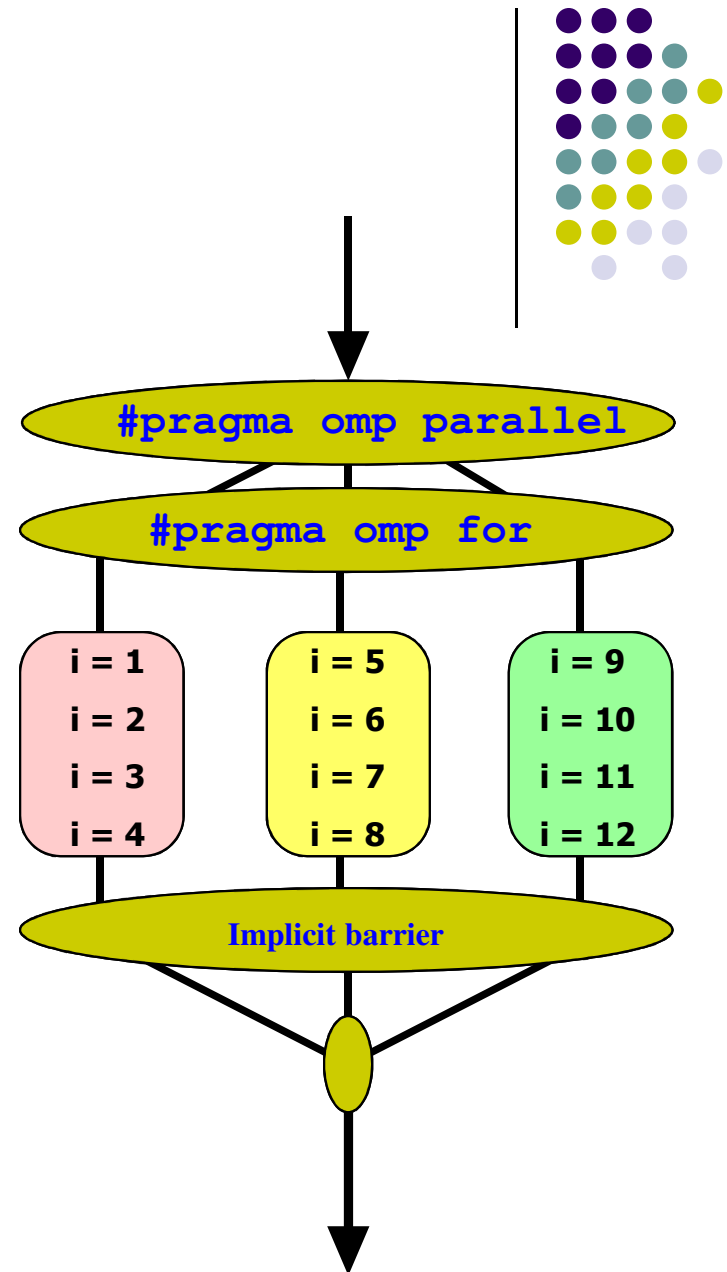 #pragma omp parallel
#pragma omp for
i = 1
i = 2
i = 3
i = 4
i = 5
i = 6
i = 7
i = 8
i = 9
i = 10
i = 11
i = 12
Implicit barrier